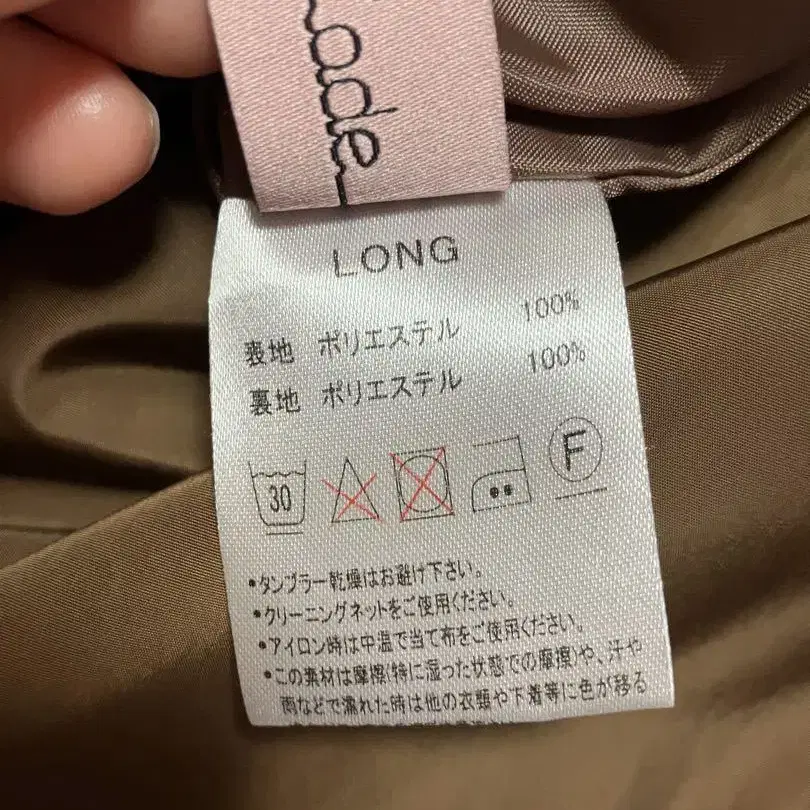 ade
LONG
表地 ポリエステル 100%
裏地 ポリエステル 100%
30 F
•タンブラー乾燥はお避け下さい。
•クリーニングネットをご使用ください。
•アイロン時は中温で当て布をご使用ください。
•この素材は摩擦(特に湿った状態での摩擦)や、汗や
雨などで濡れた時は他の衣類や下着等に色が移る